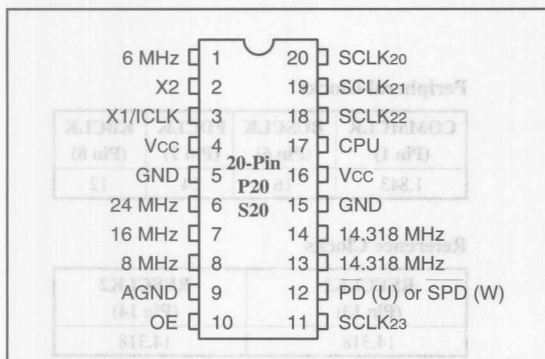 6 MHz 1 20 SCLK20
X2 2 19 SCLK21
X1/ICLK 3 18 SCLK22
VCC 4 17 CPU
20-Pin
GND 5 16 VCC
P20
24 MHz 6 15 GND
S20
16 MHz 7 14 14.318 MHz
8 MHz 8 13 14.318 MHz
AGND 9 12 PD (U) or SPD (W)
OE 10 11 SCLK23